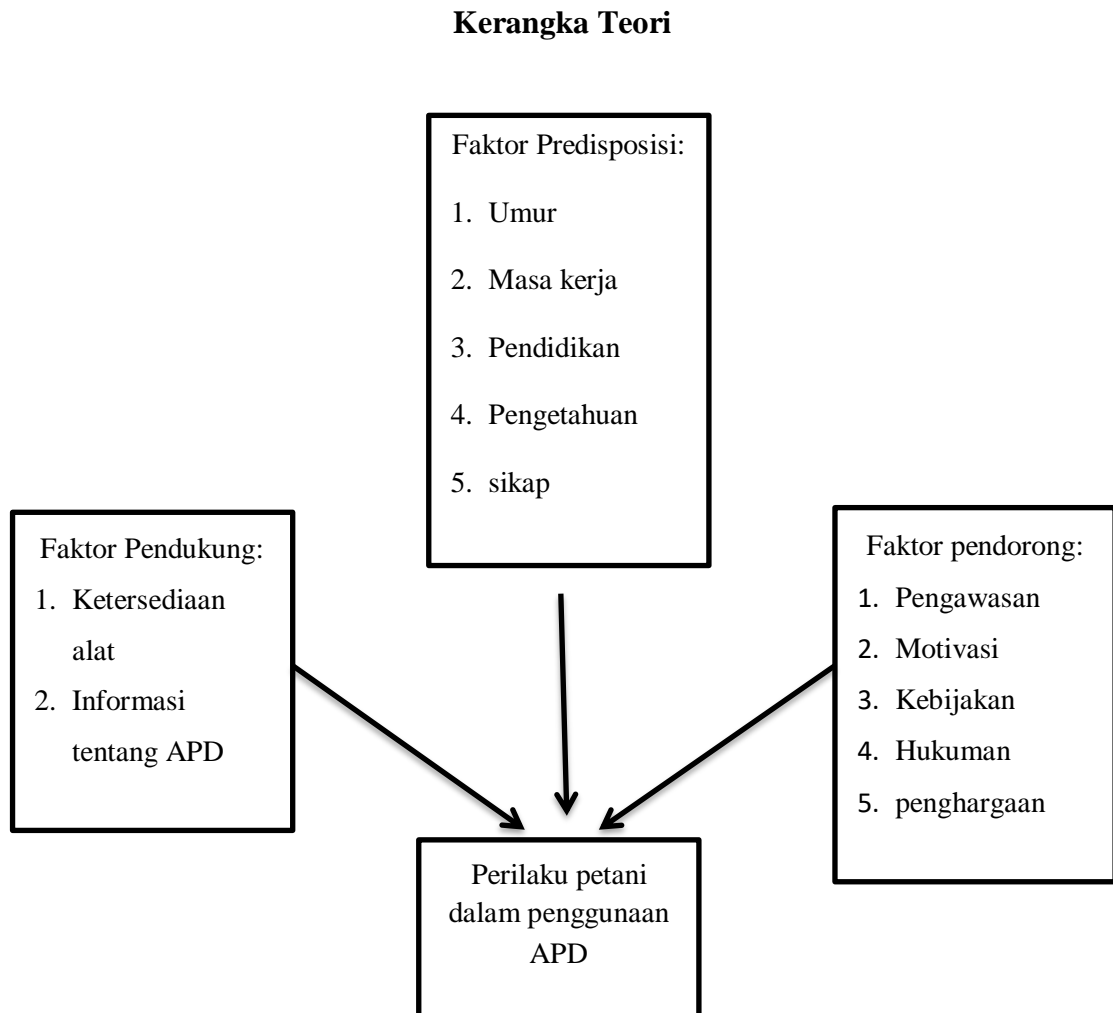 Kerangka Teori
Faktor Predisposisi:
1. Umur
2. Masa kerja
3. Pendidikan
4. Pengetahuan
5. sikap
Faktor Pendukung:
1. Ketersediaan
alat
2. Informasi
tentang APD
Faktor pendorong:
1. Pengawasan
2. Motivasi
3. Kebijakan
4. Hukuman
5. penghargaan
Perilaku petani
dalam penggunaan
APD